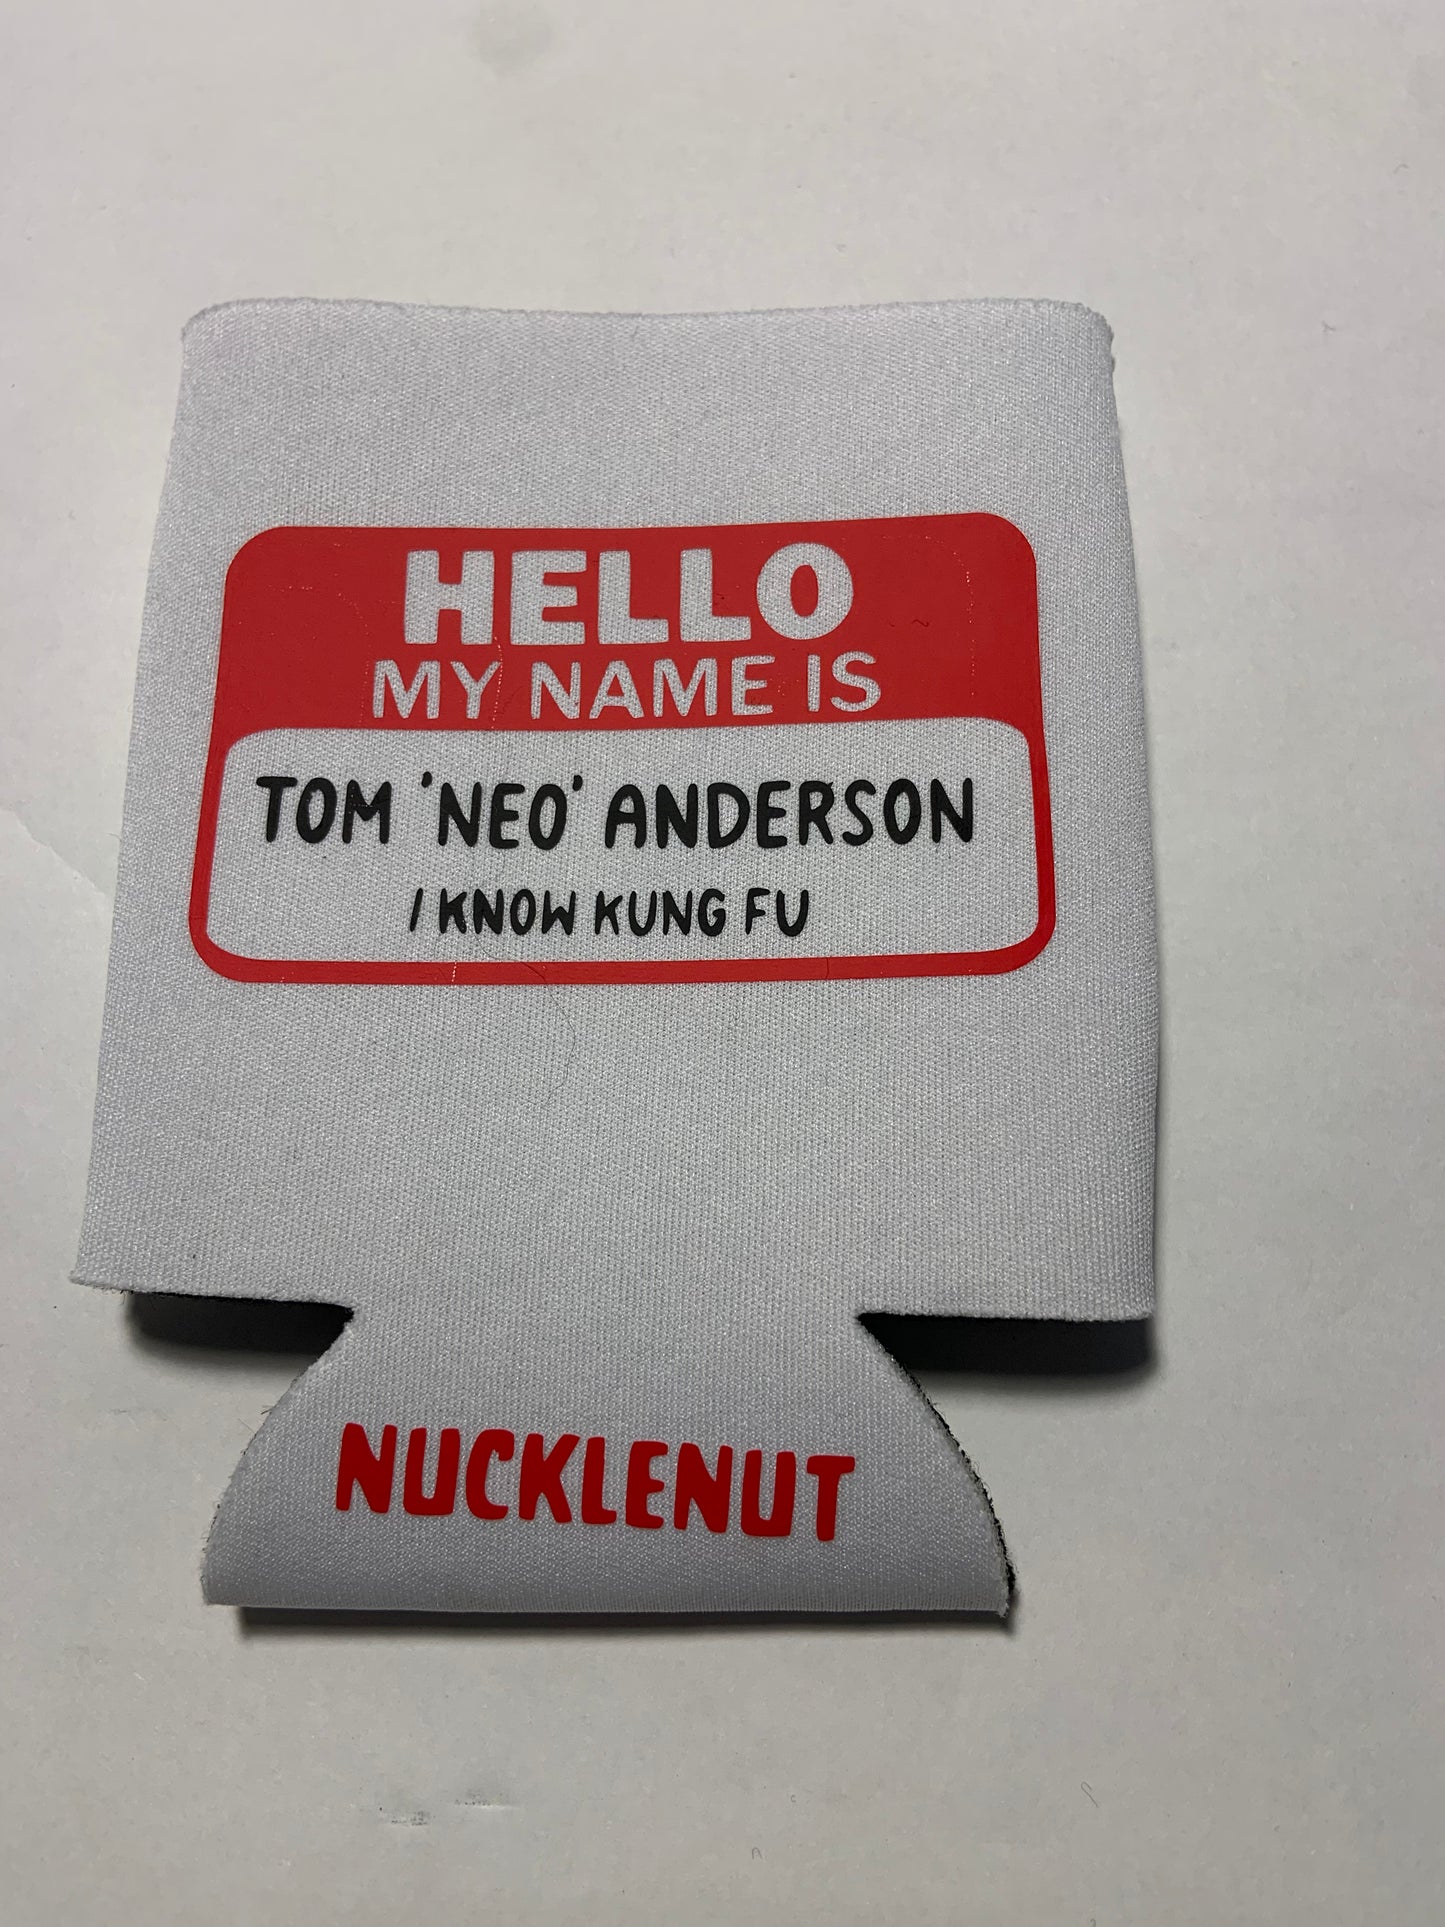 HELLO
MY NAME IS
TOM 'NEO' ANDERSON
I KNOW KUNG FU
NUCKLENUT